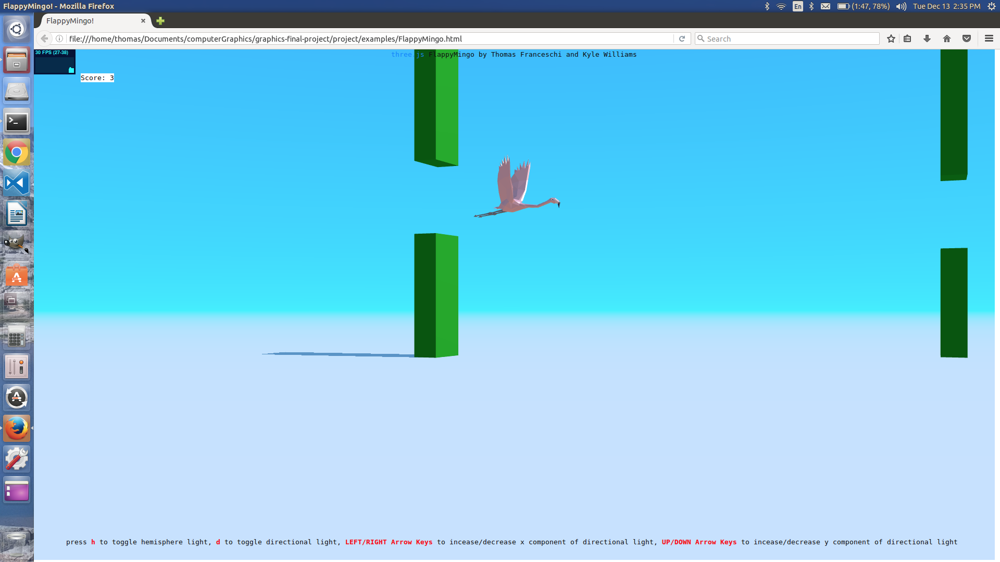 FlappyMingo! - Mozilla Firefox
En
(1:47, 78%)
Tue Dec 13 2:35 PM
FlappyMingo!
file:///home/thomas/Documents/computerGraphics/graphics-final-project/project/examples/FlappyMingo.html
Search
30 FPS (27-38)
three.js FlappyMingo by Thomas Franceschi and Kyle Williams
Score: 3
press h to toggle hemisphere light, d to toggle directional light, LEFT/RIGHT Arrow Keys to incease/decrease x component of directional light, UP/DOWN Arrow Keys to incease/decrease y component of directional light